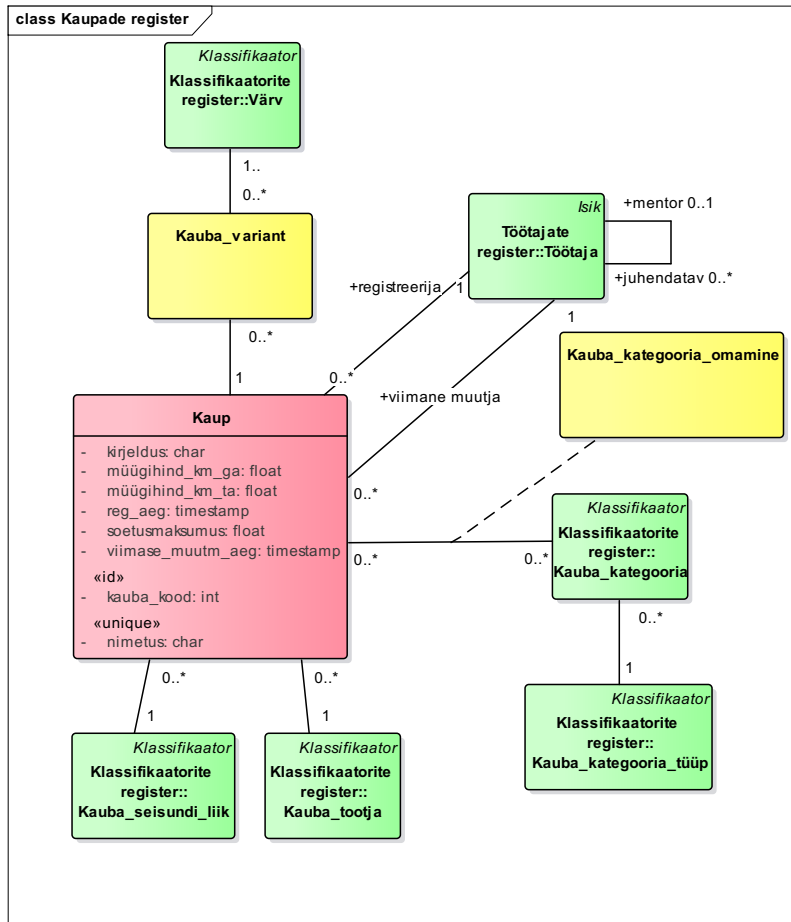 class Kaupade register
Klassifikaator
Klassifikaatorite
register::Värv
1..
0..*
Kauba_variant
0..*
1
Isik
Töötajate
register::Töötaja
+mentor 0..1
+juhendatav 0..*
+registreerija
1
0..*
1
+viimane muutja
0..*
Kauba_kategooria_omamine
Kaup
- kirjeldus: char
- müügihind_km_ga: float
- müügihind_km_ta: float
- reg_aeg: timestamp
- soetusmaksumus: float
- viimase_muutm_aeg: timestamp
«id»
- kauba_kood: int
«unique»
- nimetus: char
0..*
0..*
Klassifikaator
Klassifikaatorite
register::
Kauba_kategooria
0..*
1
Klassifikaator
Klassifikaatorite
register::
Kauba_kategooria_tüüp
0..*
1
Klassifikaator
Klassifikaatorite
register::
Kauba_seisundi_liik
0..*
1
Klassifikaator
Klassifikaatorite
register::
Kauba_tootja